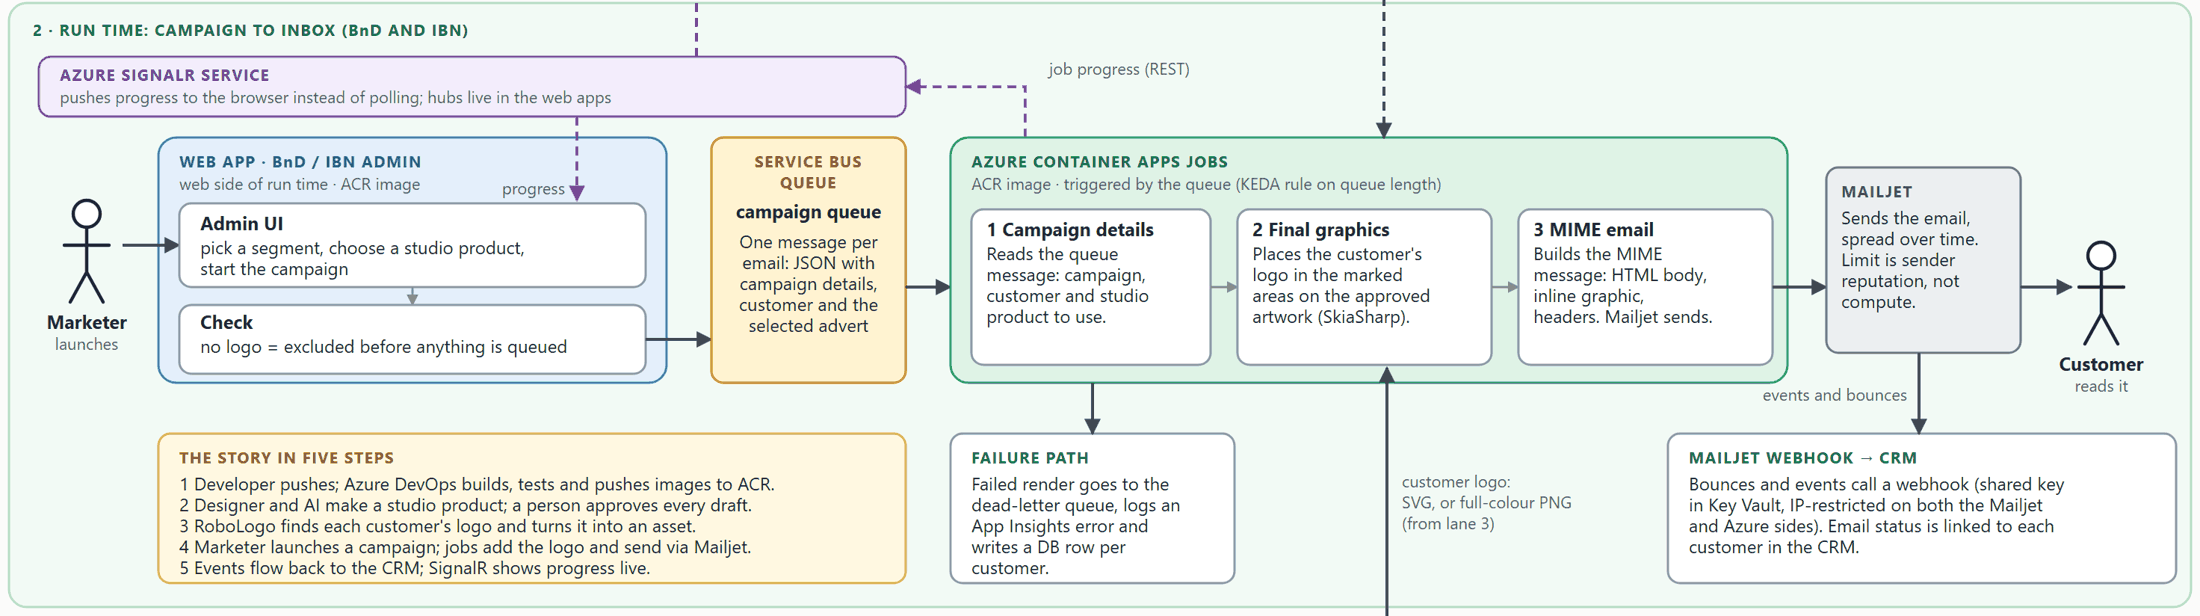 2 · RUN TIME: CAMPAIGN TO INBOX (BnD AND IBN)
AZURE SIGNALR SERVICE
pushes progress to the browser instead of polling; hubs live in the web apps
job progress (REST)
WEB APP · BnD / IBN ADMIN
web side of run time · ACR image
progress
Admin UI
pick a segment, choose a studio product,
start the campaign
Check
no logo = excluded before anything is queued
Marketer
launches
SERVICE BUS
QUEUE
campaign queue
One message per
email: JSON with
campaign details,
customer and the
selected advert
AZURE CONTAINER APPS JOBS
ACR image · triggered by the queue (KEDA rule on queue length)
1 Campaign details
Reads the queue
message: campaign,
customer and studio
product to use.
2 Final graphics
Places the customer's
logo in the marked
areas on the approved
artwork (SkiaSharp).
3 MIME email
Builds the MIME
message: HTML body,
inline graphic,
headers. Mailjet sends.
MAILJET
Sends the email,
spread over time.
Limit is sender
reputation, not
compute.
Customer
reads it
events and bounces
THE STORY IN FIVE STEPS
1 Developer pushes; Azure DevOps builds, tests and pushes images to ACR.
2 Designer and AI make a studio product; a person approves every draft.
3 RoboLogo finds each customer's logo and turns it into an asset.
4 Marketer launches a campaign; jobs add the logo and send via Mailjet.
5 Events flow back to the CRM; SignalR shows progress live.
FAILURE PATH
Failed render goes to the
dead-letter queue, logs an
App Insights error and
writes a DB row per
customer.
customer logo:
SVG, or full-colour PNG
(from lane 3)
MAILJET WEBHOOK → CRM
Bounces and events call a webhook (shared key
in Key Vault, IP-restricted on both the Mailjet
and Azure sides). Email status is linked to each
customer in the CRM.